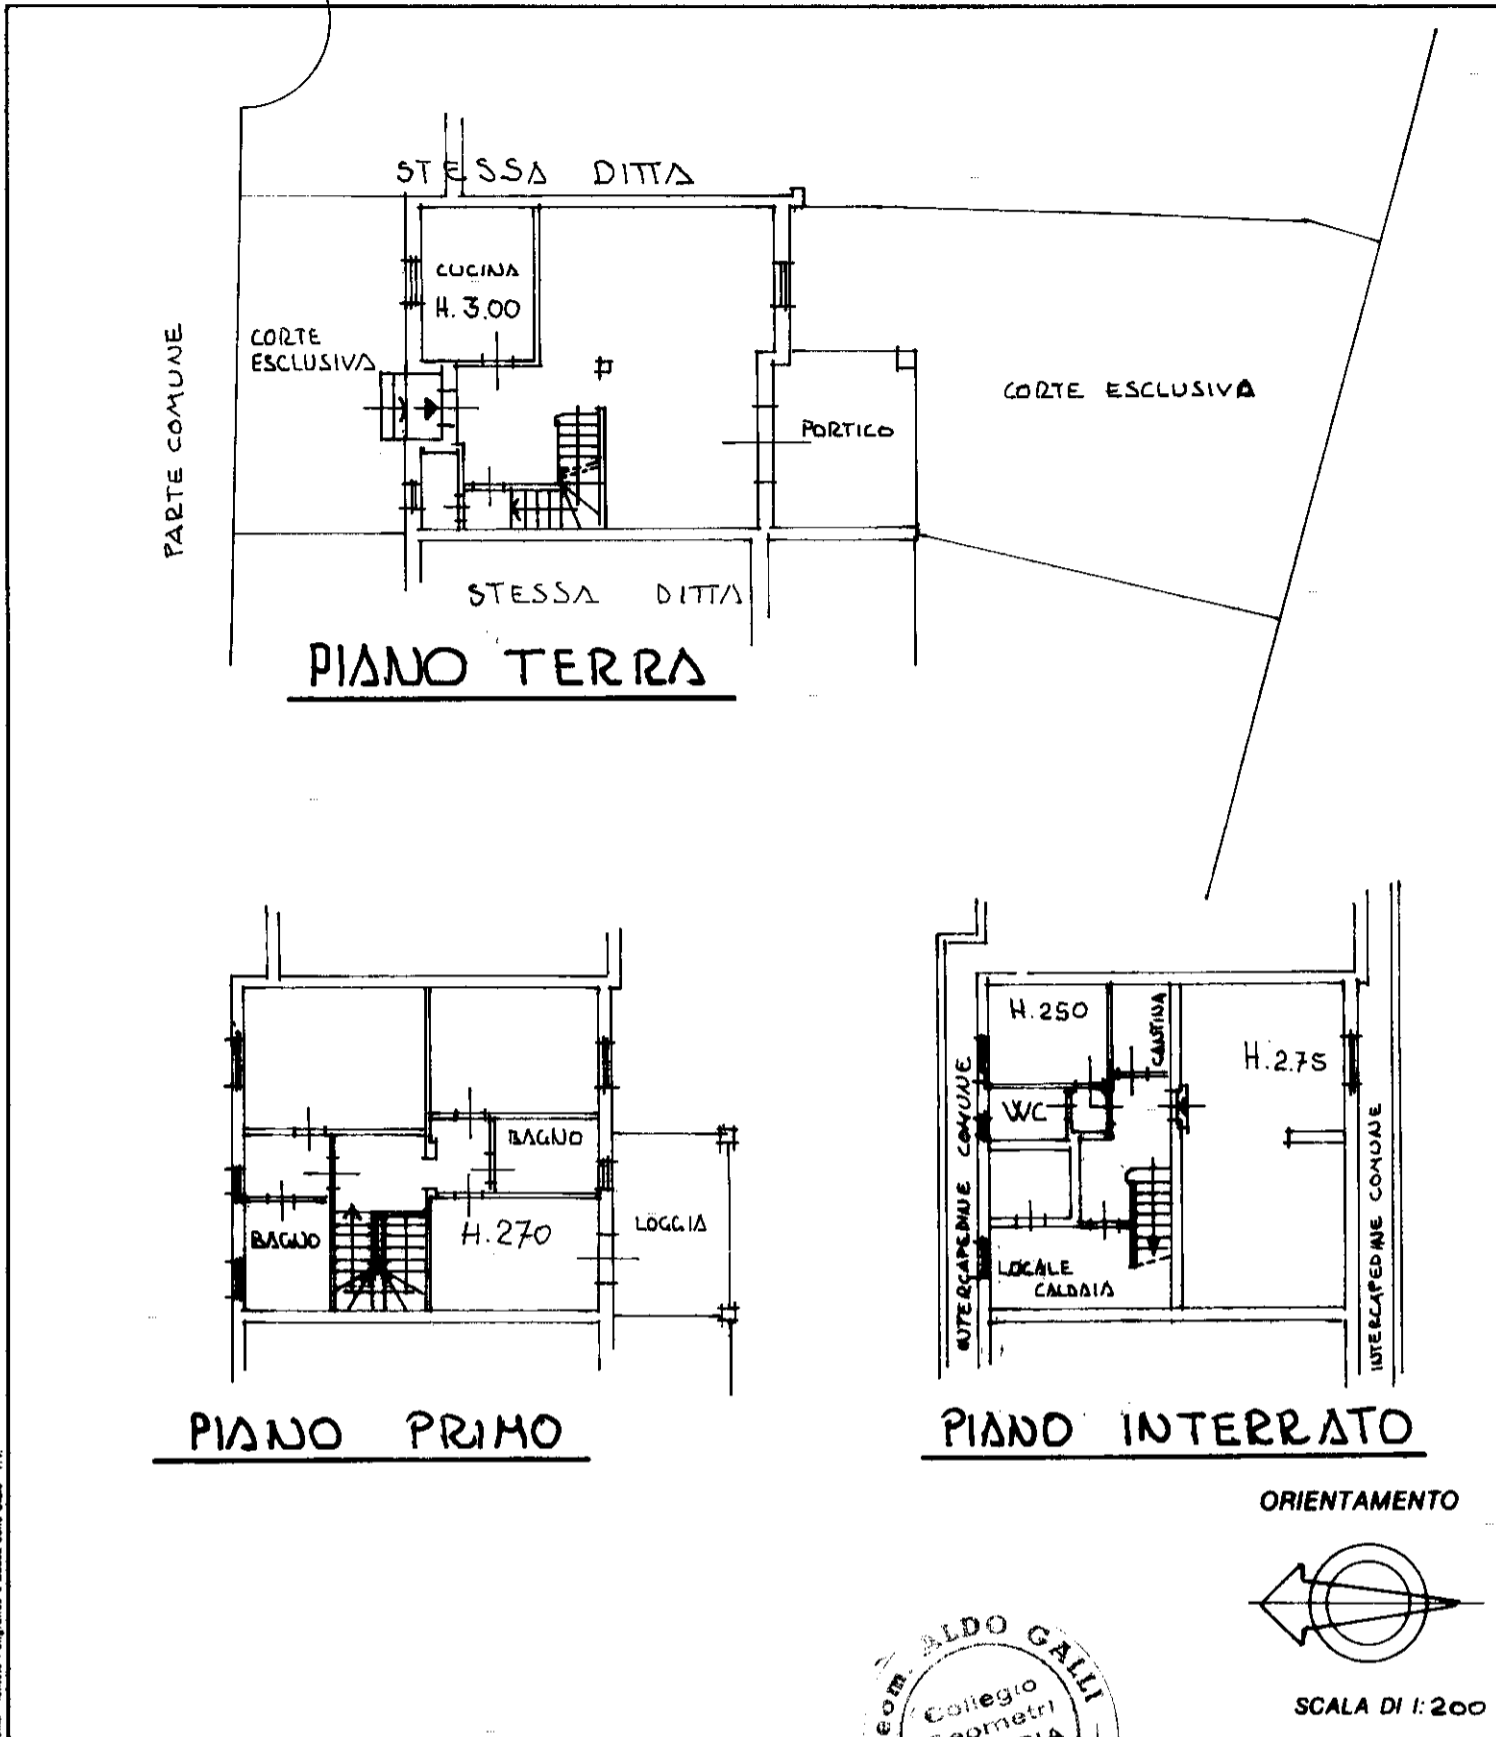 STESSA DITTA
CUCINA
H. 3.00
CORTE
ESCLUSIVA
PARTE COMUNE
PORTICO
CORTE ESCLUSIVA
STESSA DITTA
PIANO TERRA
BAGNO
BAGNO
H. 270
LOGGIA
PIANO PRIMO
H. 250
CANTINA
H. 2.75
WC
INTERCAPEDINE COMUNE
LOCALE
CALDAIA
INTERCAPEDINE COMUNE
PIANO INTERRATO
ORIENTAMENTO
SCALA DI 1:200
ALDO GALLI
Collegio